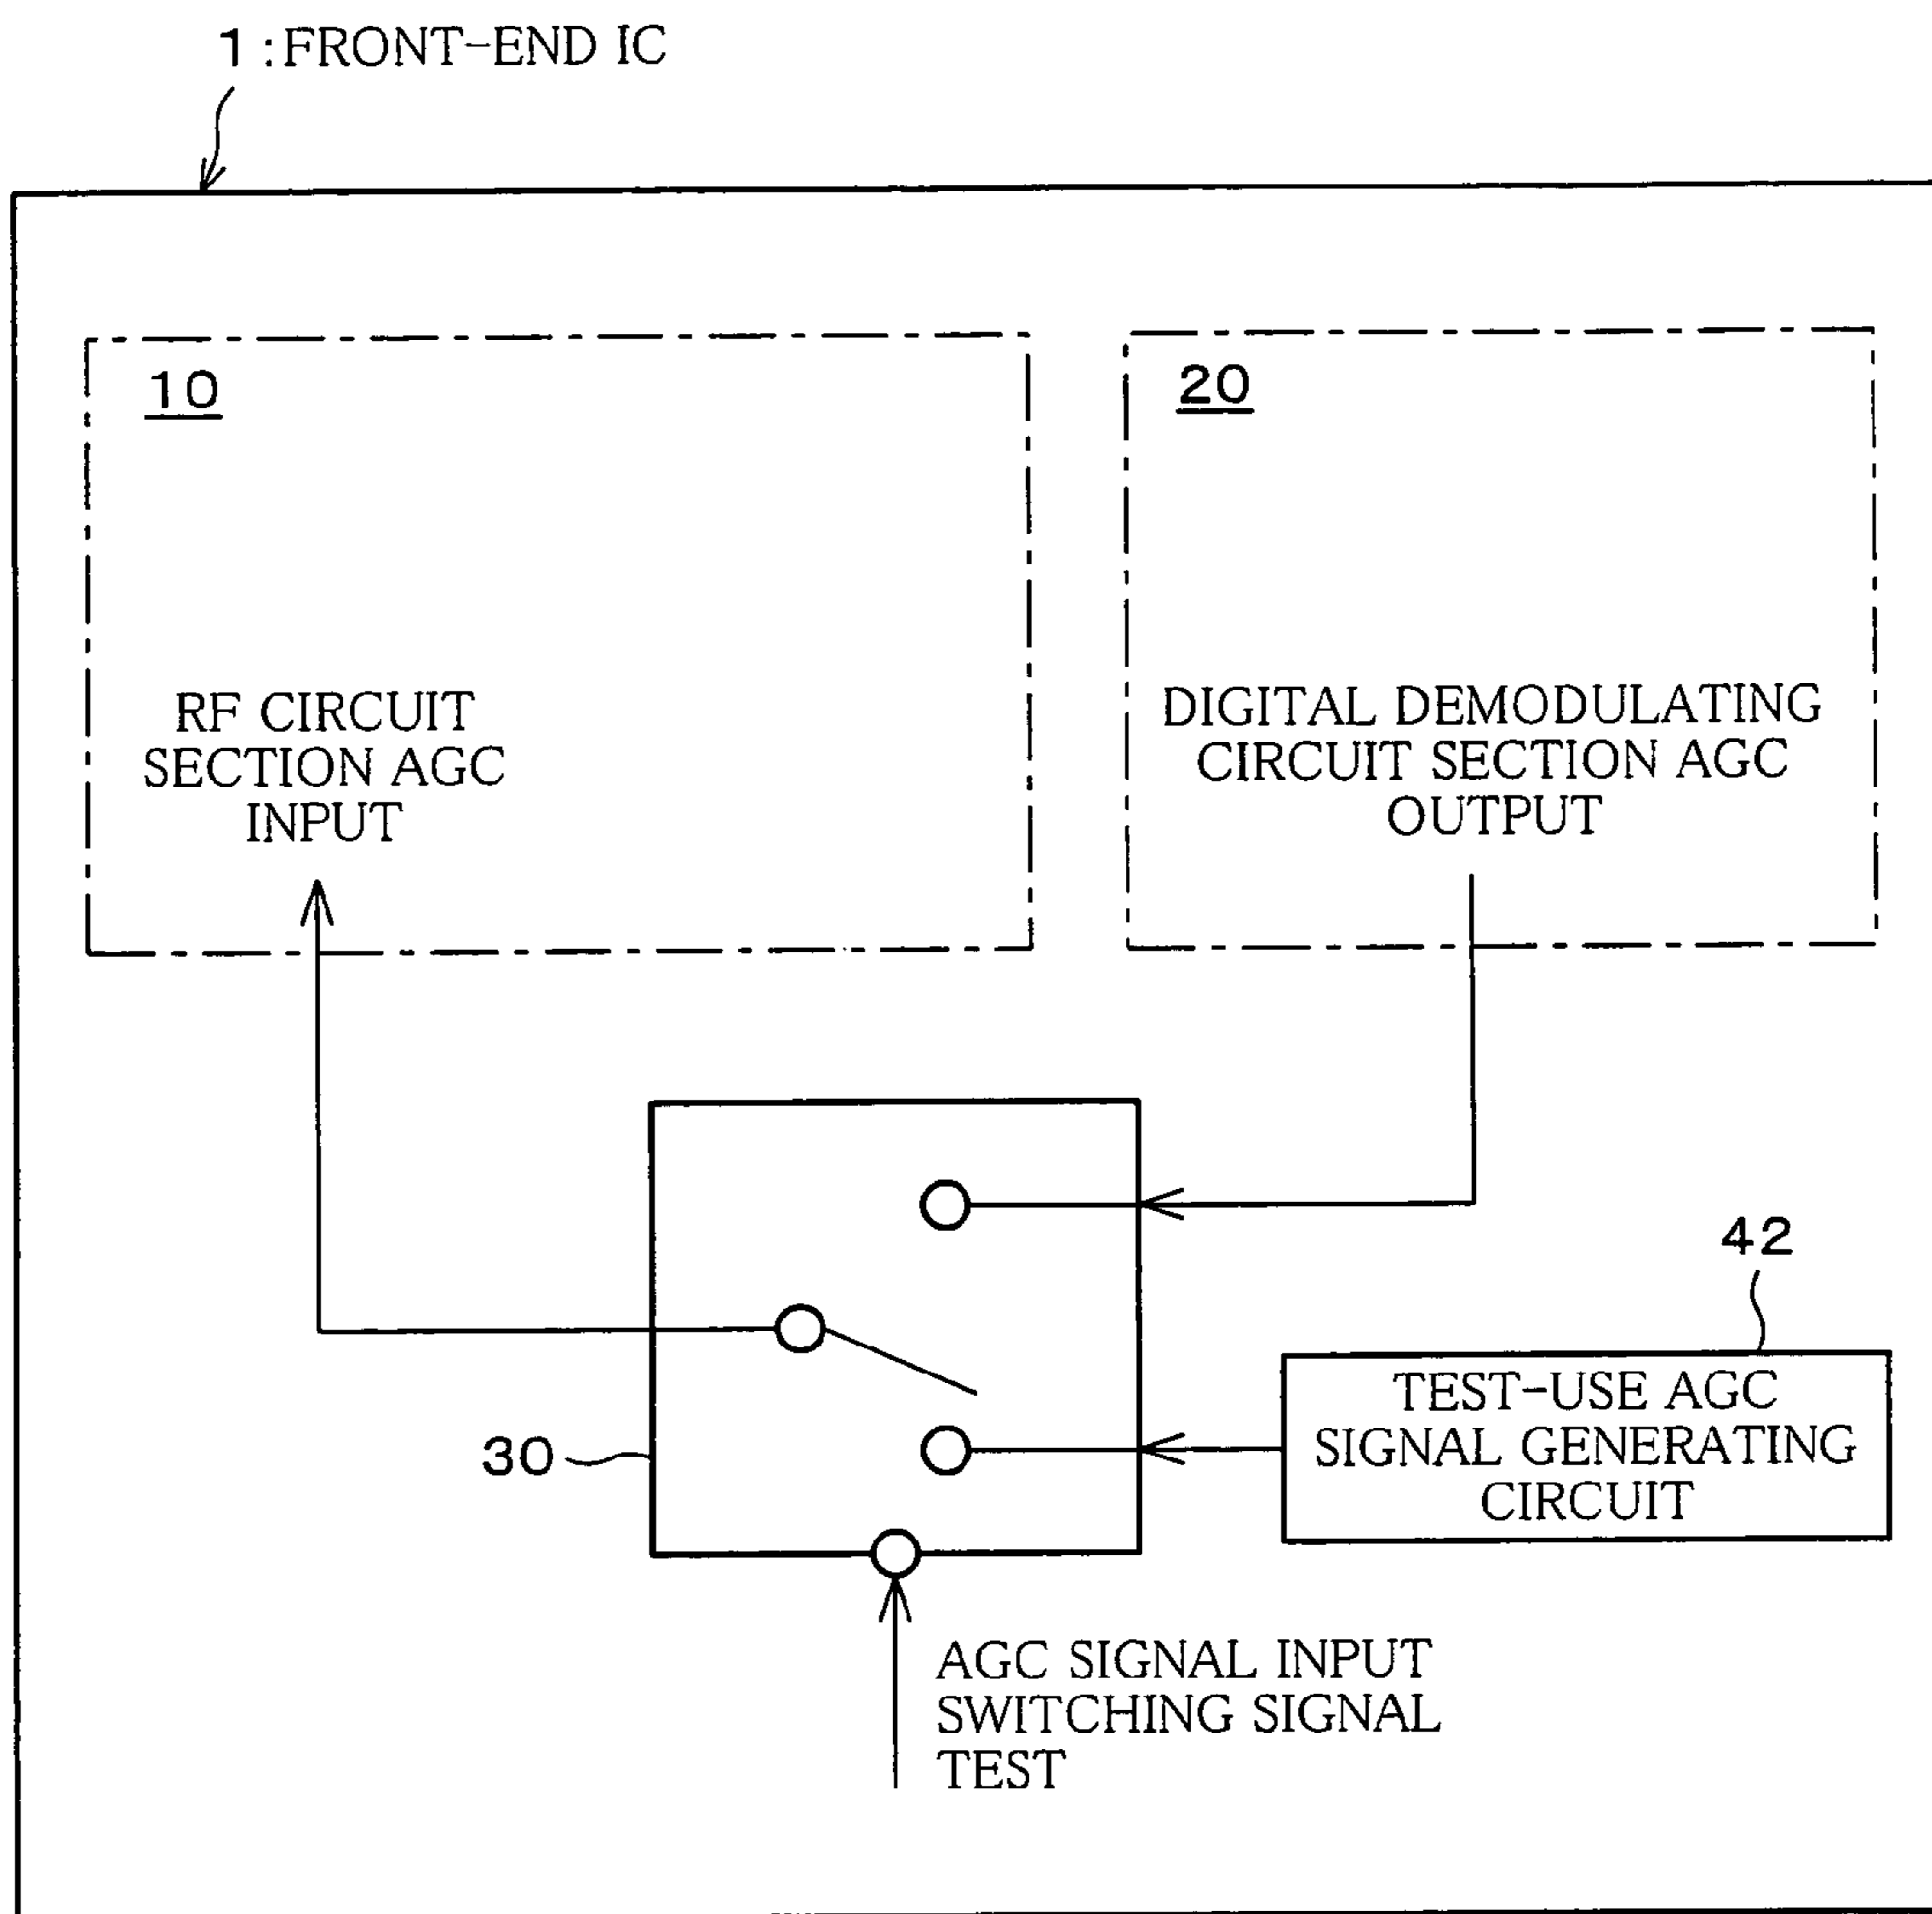 1 : FRONT-END IC
10
20
RF CIRCUIT
SECTION AGC
INPUT
DIGITAL DEMODULATING
CIRCUIT SECTION AGC
OUTPUT
42
TEST-USE AGC
SIGNAL GENERATING
CIRCUIT
30
AGC SIGNAL INPUT
SWITCHING SIGNAL
TEST